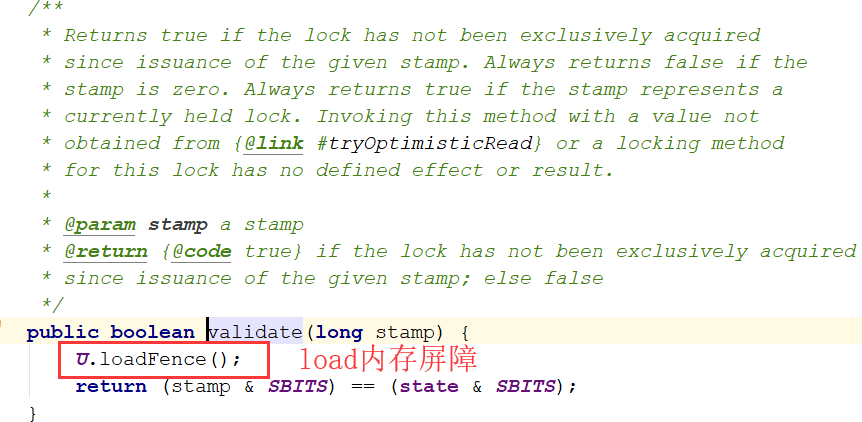 /**
* Returns true if the lock has not been exclusively acquired
* since issuance of the given stamp. Always returns false if the
* stamp is zero. Always returns true if the stamp represents a
* currently held lock. Invoking this method with a value not
* obtained from {@link #tryOptimisticRead} or a locking method
* for this lock has no defined effect or result.
*
* @param stamp a stamp
* @return {@code true} if the lock has not been exclusively acquired
* since issuance of the given stamp; else false
*/
public boolean validate(long stamp) {
U.loadFence(); load内存屏障
return (stamp & SBITS) == (state & SBITS);
}